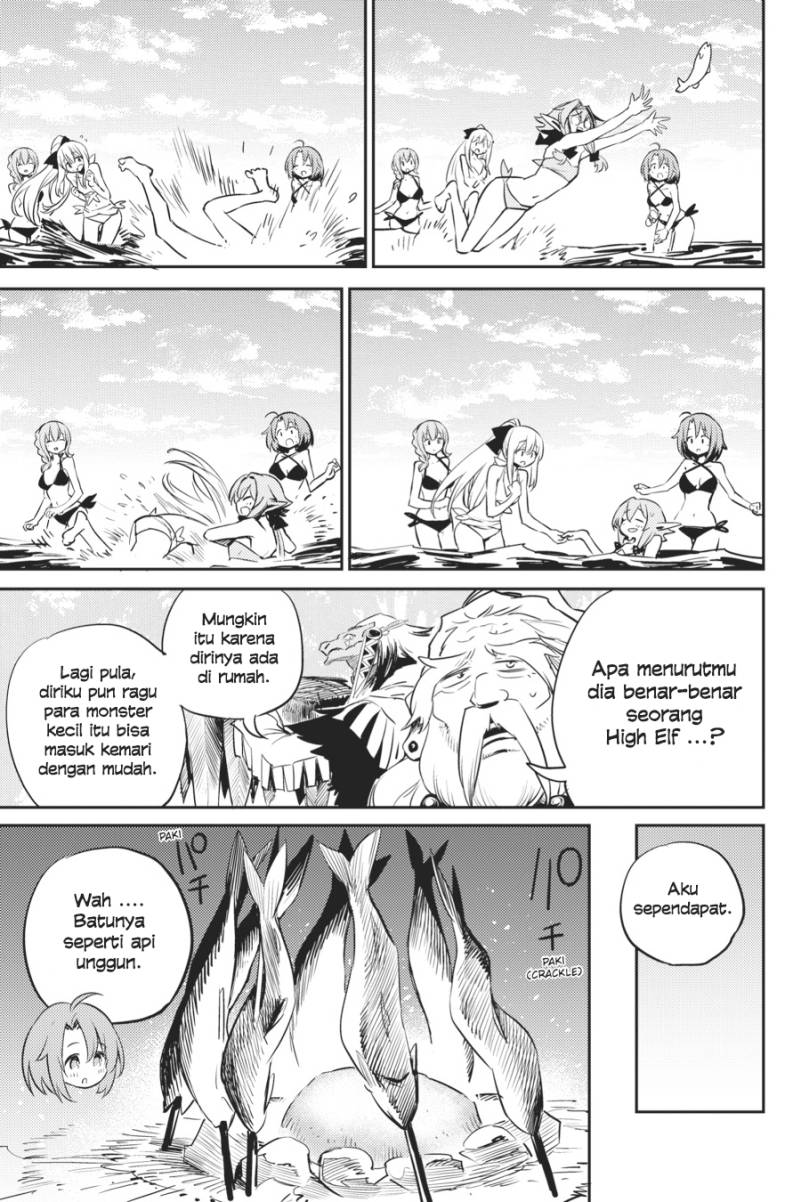 Apa menurutmu
dia benar-benar
seorang
High Elf ...?
Mungkin
itu karena
dirinya ada
di rumah.
Lagi pula,
diriku pun ragu
para monster
kecil itu bisa
masuk kemari
dengan mudah.
Aku
sependapat.
パチ
PAKI
(CRACKLE)
パチ
PAKI
Wah ....
Batunya
seperti api
unggun.